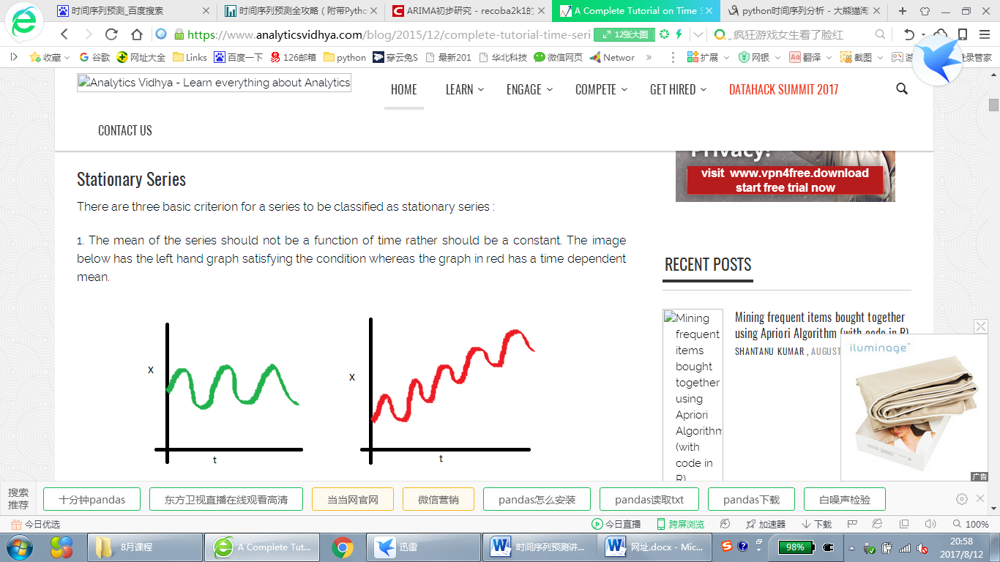 时间序列预测_百度搜索
时间序列预测全攻略（附带Pytho
ARIMA初步研究 - recoba2k1的
A Complete Tutorial on Time S
python时间序列分析 - 大熊猫淘
https://www.analyticsvidhya.com/blog/2015/12/complete-tutorial-time-seri
12张大图
疯狂游戏女生看了脸红
收藏
谷歌
网址大全
Links
百度一下
126邮箱
python
穿云兔S
最新201
华北科技
微信网页
Networ
»
扩展
网银
翻译
截图
登录管家
Analytics Vidhya - Learn everything about Analytics
HOME
LEARN
ENGAGE
COMPETE
GET HIRED
DATAHACK SUMMIT 2017
CONTACT US
visit www.vpn4free.download
start free trial now
Stationary Series
There are three basic criterion for a series to be classified as stationary series :
1. The mean of the series should not be a function of time rather should be a constant. The image
below has the left hand graph satisfying the condition whereas the graph in red has a time dependent
mean.
X
t
X
t
RECENT POSTS
Mining
frequent
items
bought
together
using
Apriori
Algorithm
(with
code in
R)
Mining frequent items bought together
using Apriori Algorithm (with code in R)
SHANTANU KUMAR , AUGUST
iluminage™
广告
搜索
推荐
十分钟pandas
东方卫视直播在线观看高清
当当网官网
微信营销
pandas怎么安装
pandas读取txt
pandas下载
白噪声检验
今日优选
今日直播
跨屏浏览
加速器
下载
100%
8月课程
A Complete Tut...
迅雷
时间序列预测讲...
网址.docx - Mic...
98%
20:58
2017/8/12